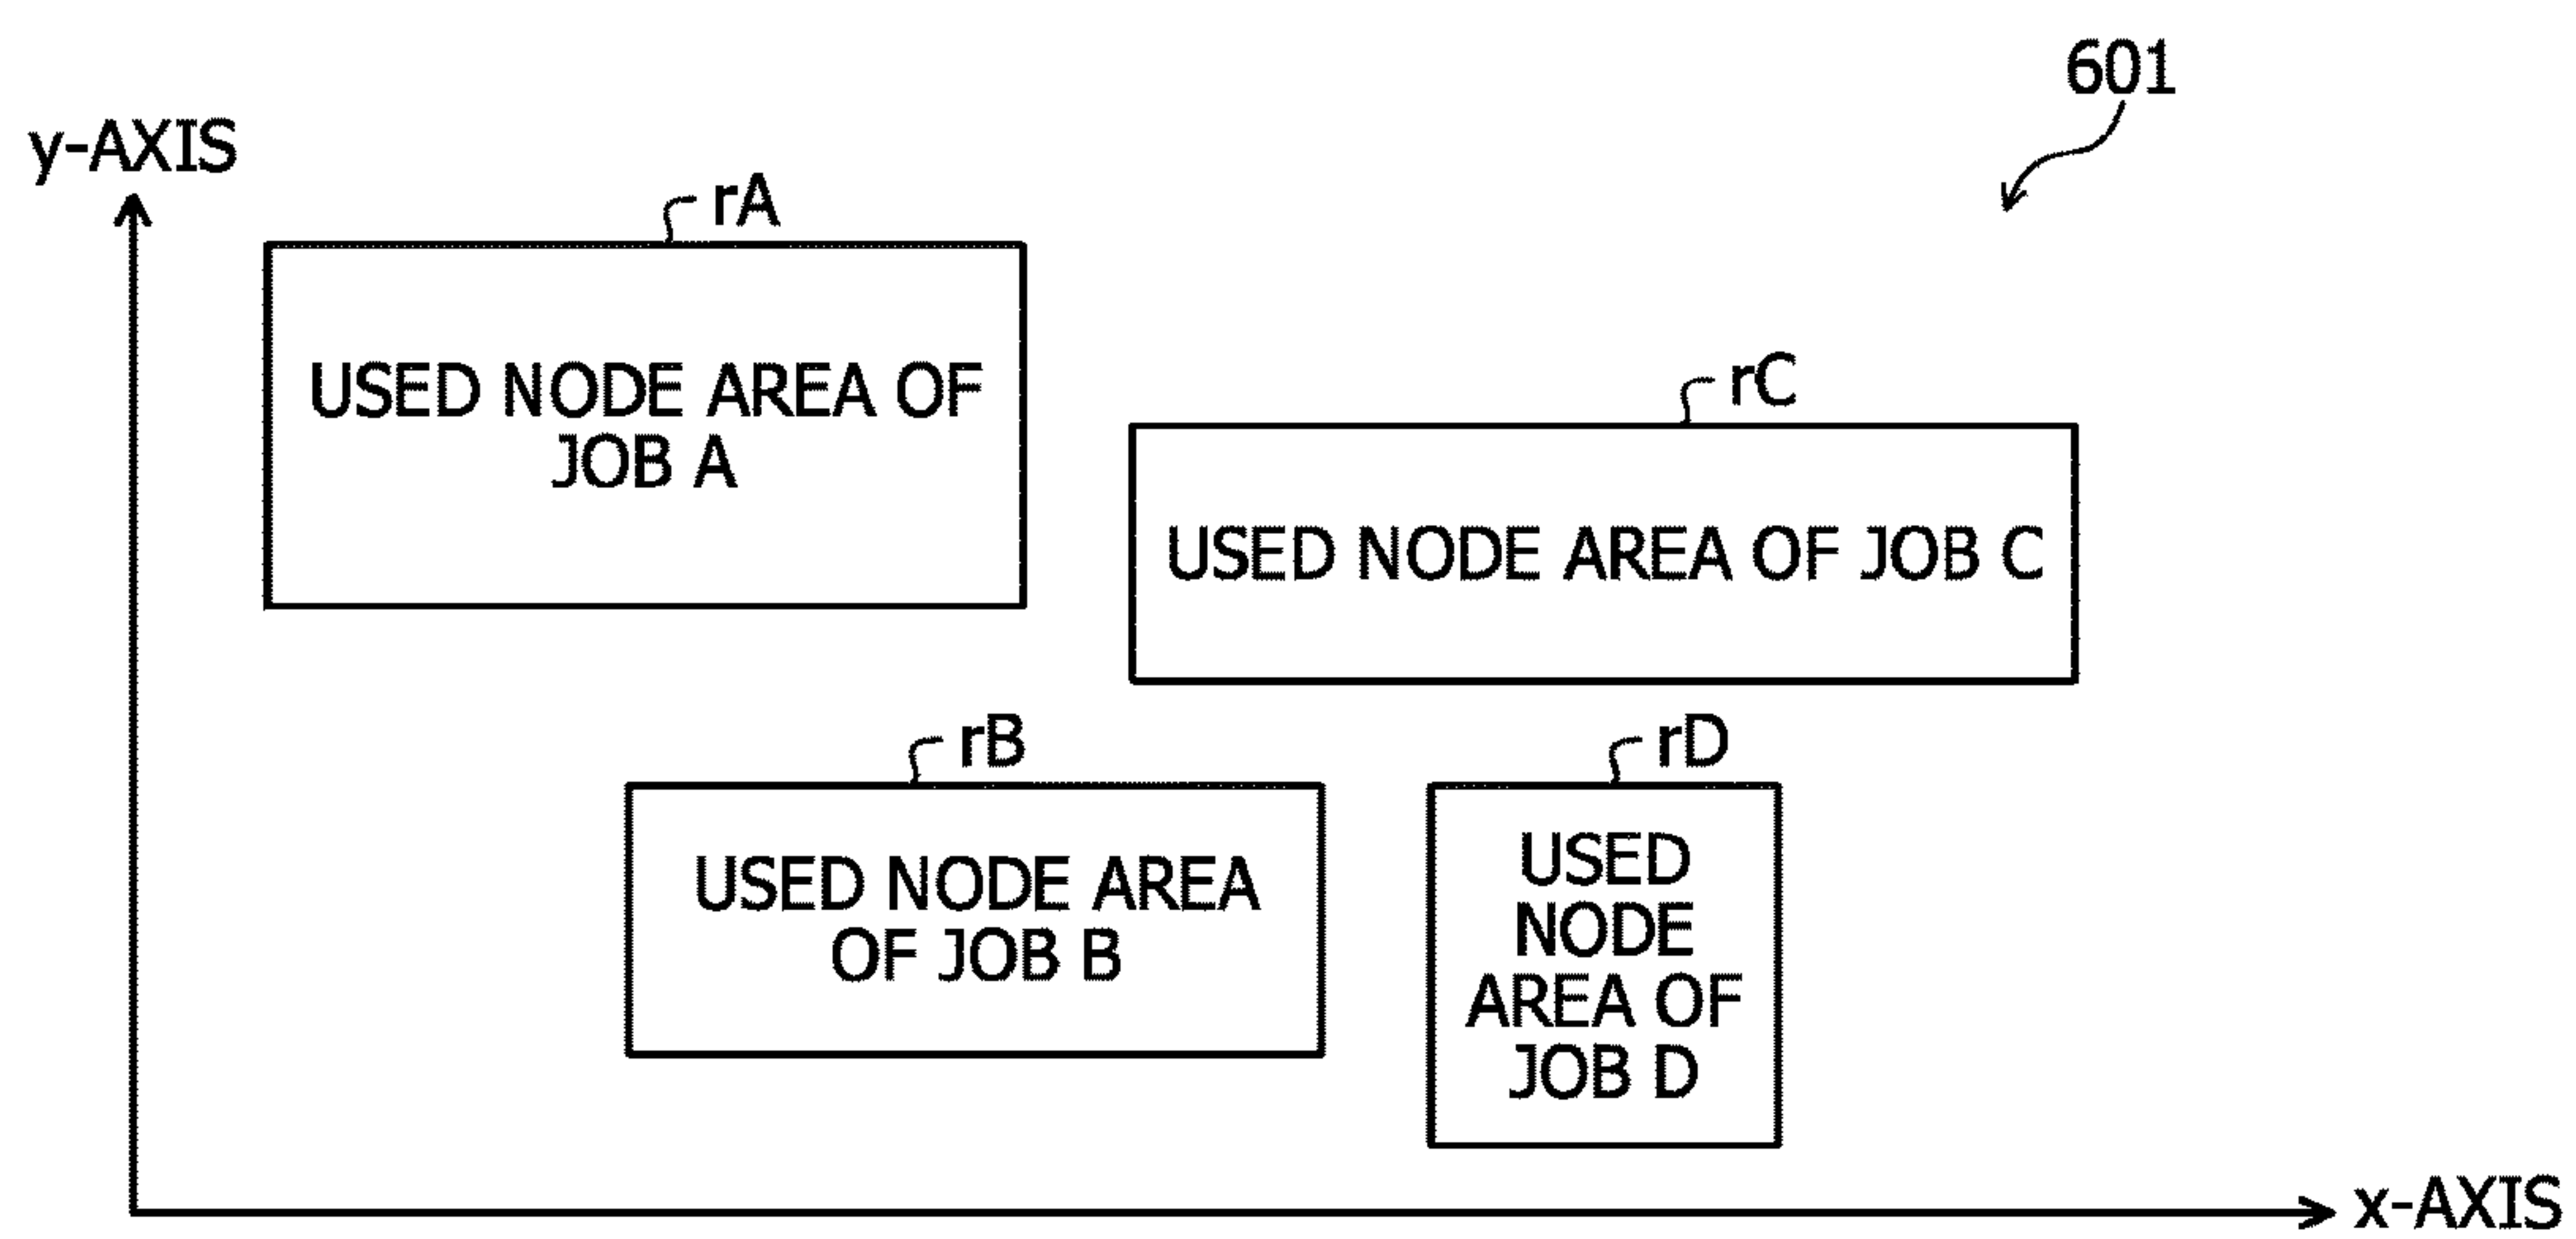 601
y-AXIS
rA
USED NODE AREA OF
JOB A
rC
USED NODE AREA OF JOB C
rB
USED NODE AREA
OF JOB B
rD
USED
NODE
AREA OF
JOB D
x-AXIS